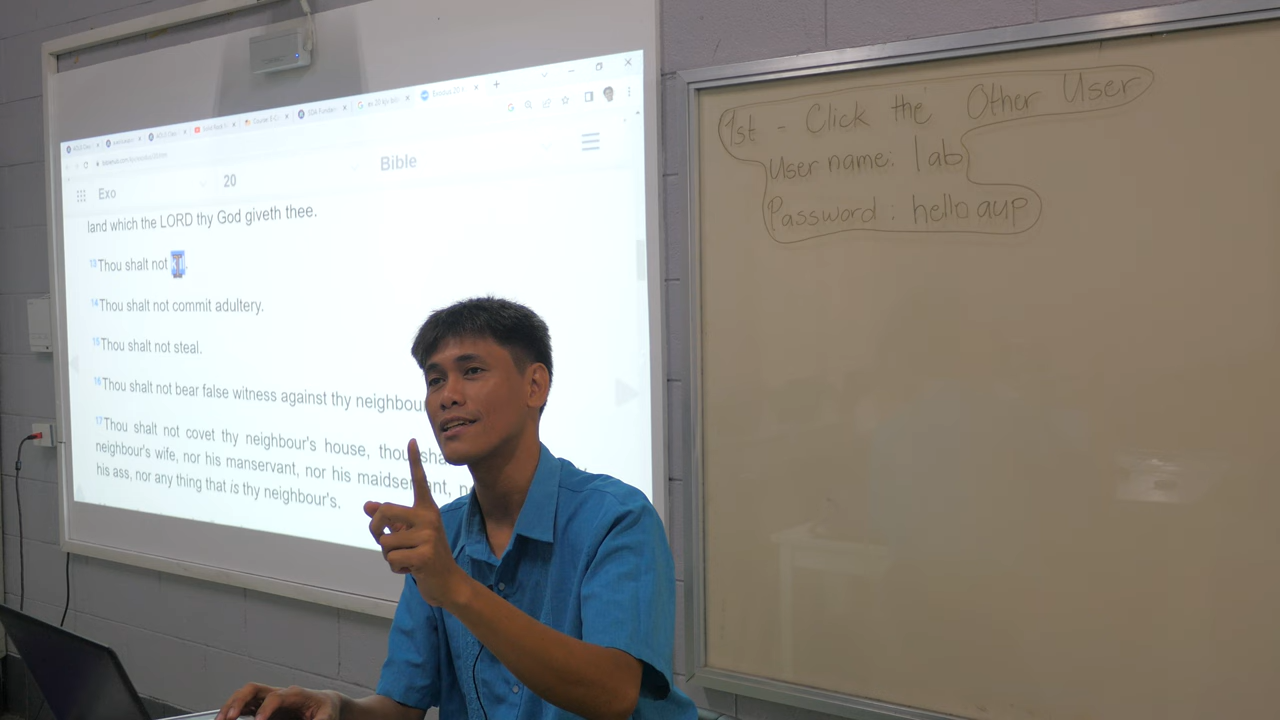 Bible
Exo 20
land which the LORD thy God giveth thee.
13 Thou shalt not
14 Thou shalt not commit adultery.
15 Thou shalt not steal.
16 Thou shalt not bear false witness against thy neighbour
17 Thou shalt not covet thy neighbour's house, thou sha
neighbour's wife, nor his manservant, nor his maidservant, n
his ass, nor any thing that is thy neighbour's.
1st - Click the Other User
User name: lab
Password: hello aup